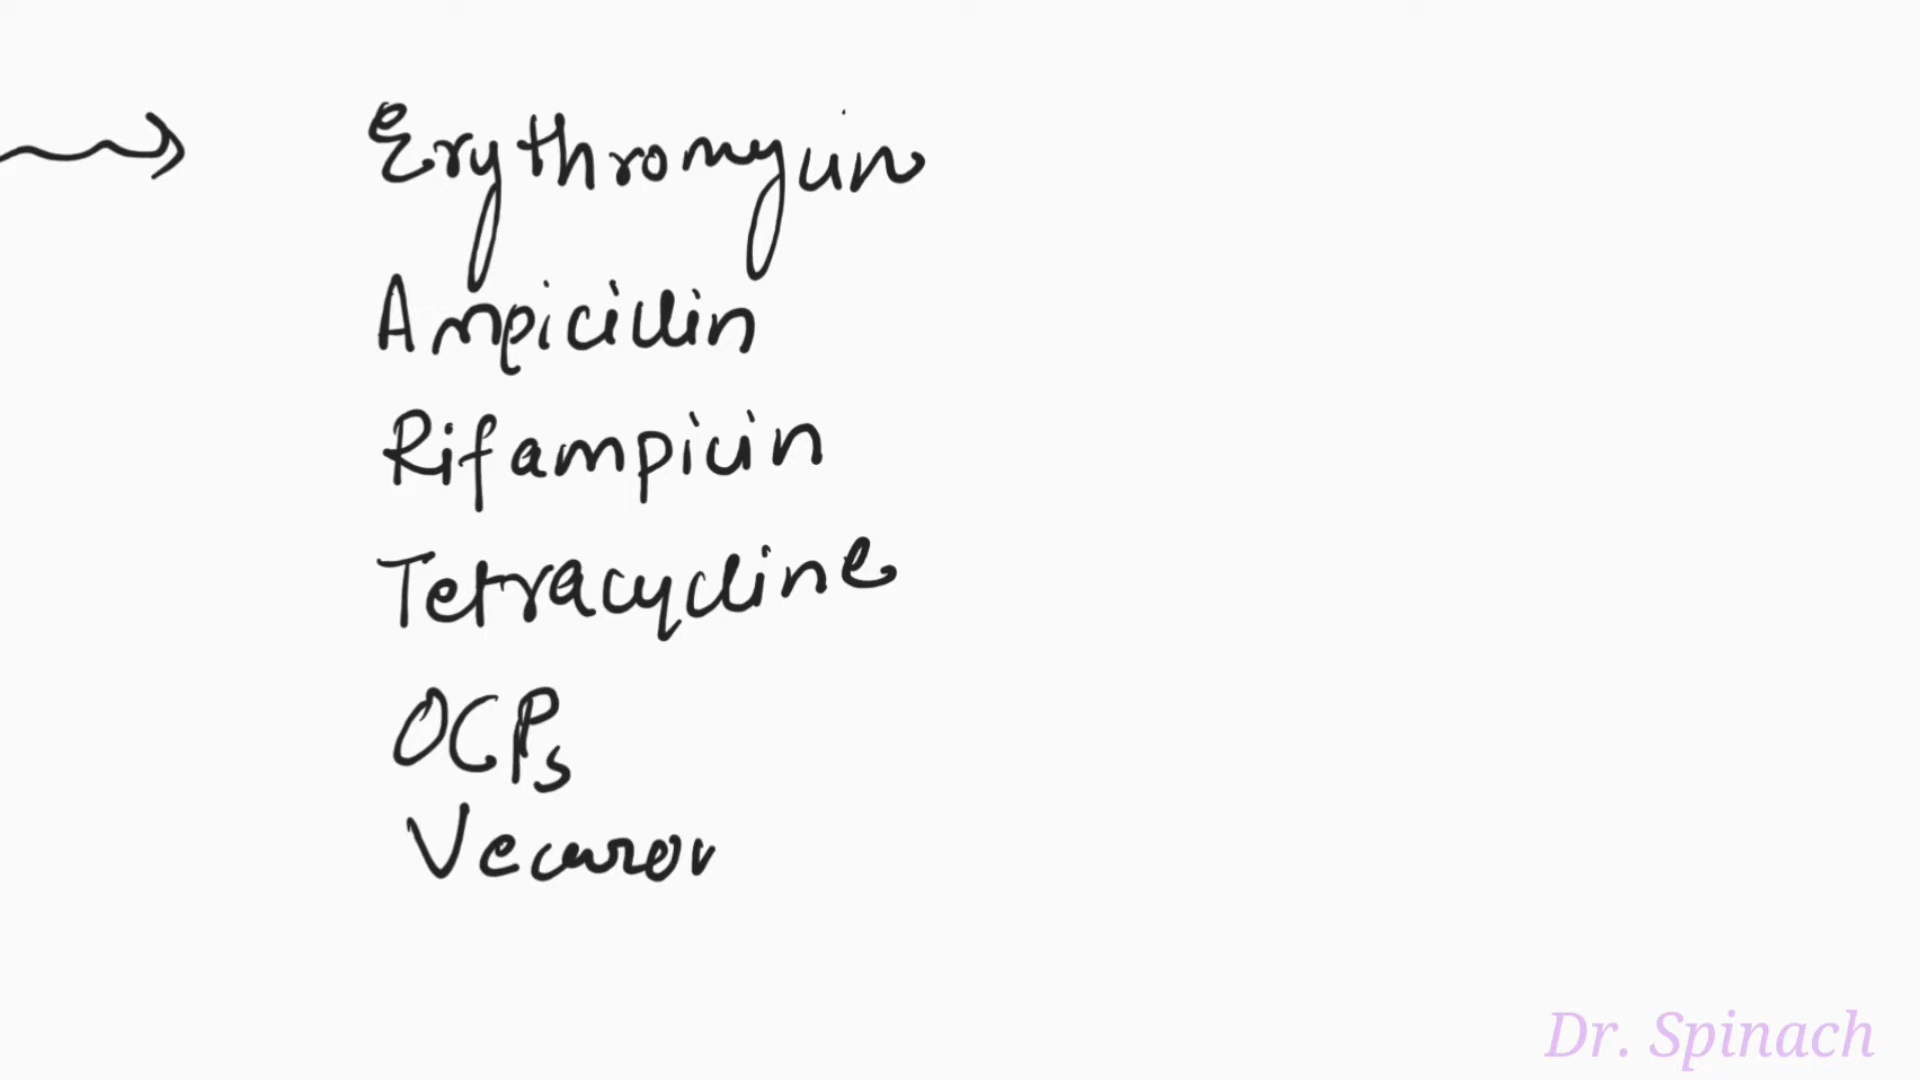 Erythromycin
Ampicillin
Rifampicin
Tetracycline
OCPs
Vecuron
Dr. Spinach